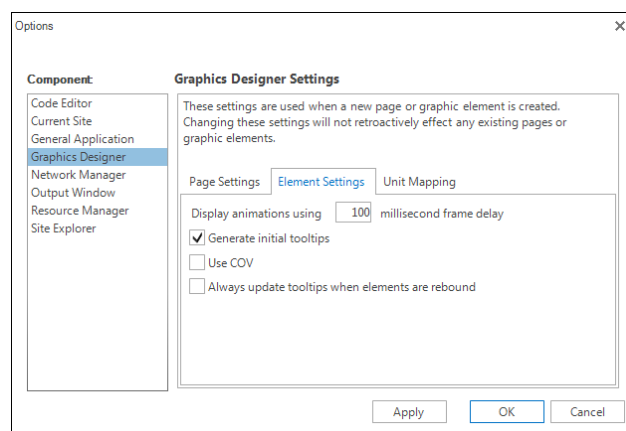 Options
Component:
Graphics Designer Settings
Code Editor
Current Site
General Application
Graphics Designer
Network Manager
Output Window
Resource Manager
Site Explorer
These settings are used when a new page or graphic element is created.
Changing these settings will not retroactively effect any existing pages or
graphic elements.
Page Settings
Element Settings
Unit Mapping
Display animations using 100 millisecond frame delay
Generate initial tooltips
Use COV
Always update tooltips when elements are rebound
Apply
OK
Cancel